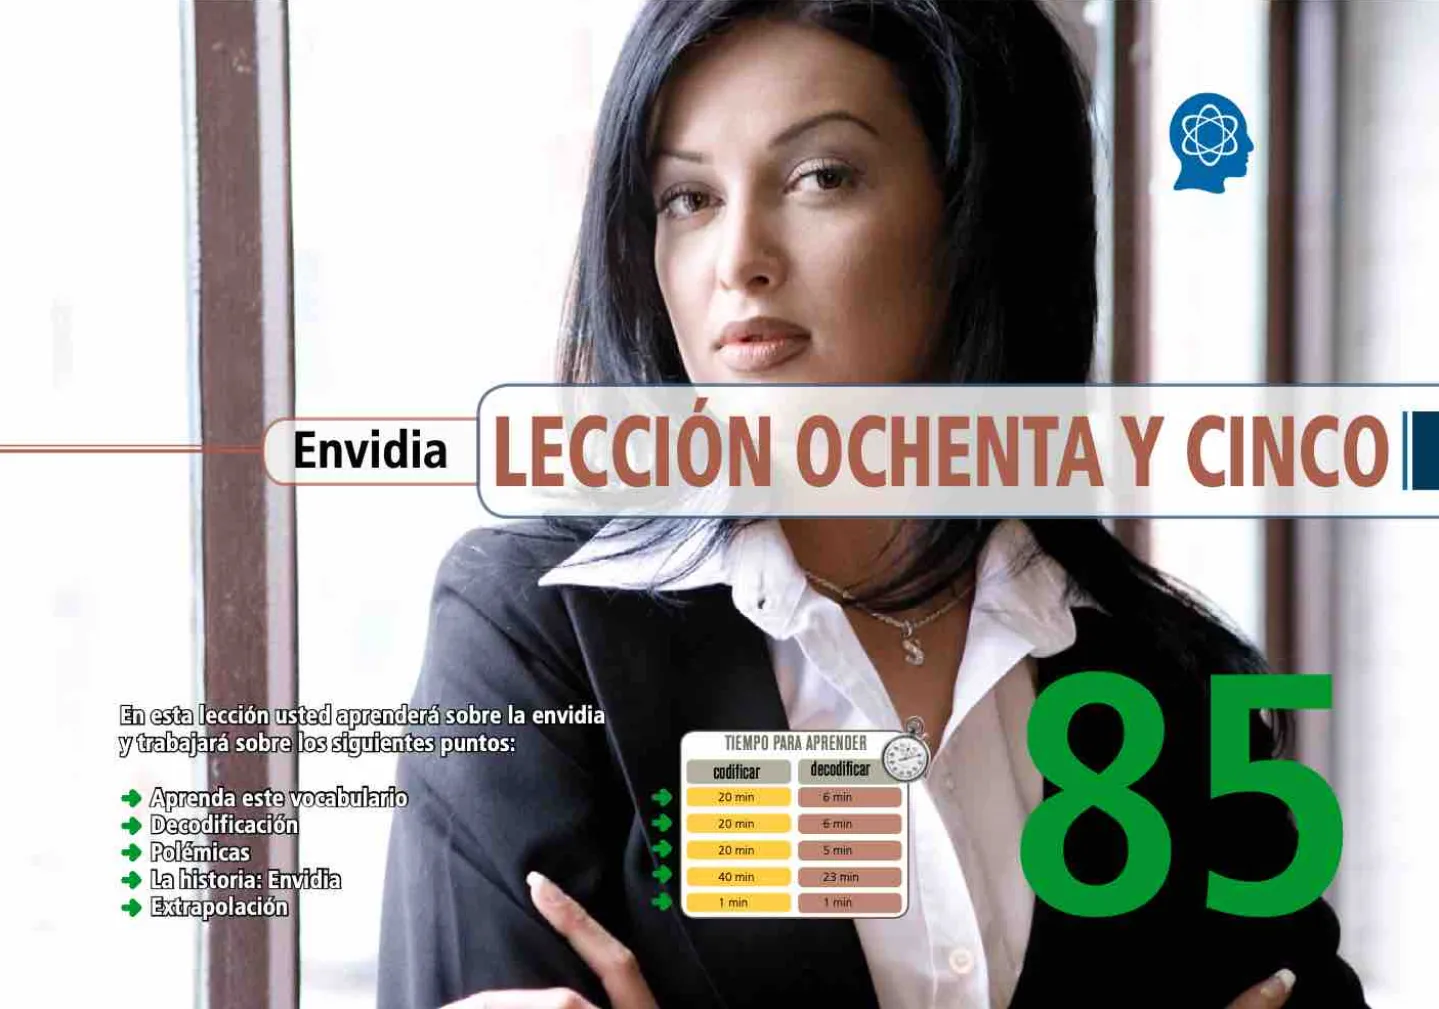 Envidia
LECCIÓN OCHENTA Y CINCO
En esta lección usted aprenderá sobre la envidia
y trabajará sobre los siguientes puntos:
Aprenda este vocabulario
Decodificación
Polémicas
La historia: Envidia
Extrapolación
TIEMPO PARA APRENDER
codificar decodificar
20 min 6 min
20 min 6 min
20 min 5 min
40 min 23 min
1 min 1 min
85